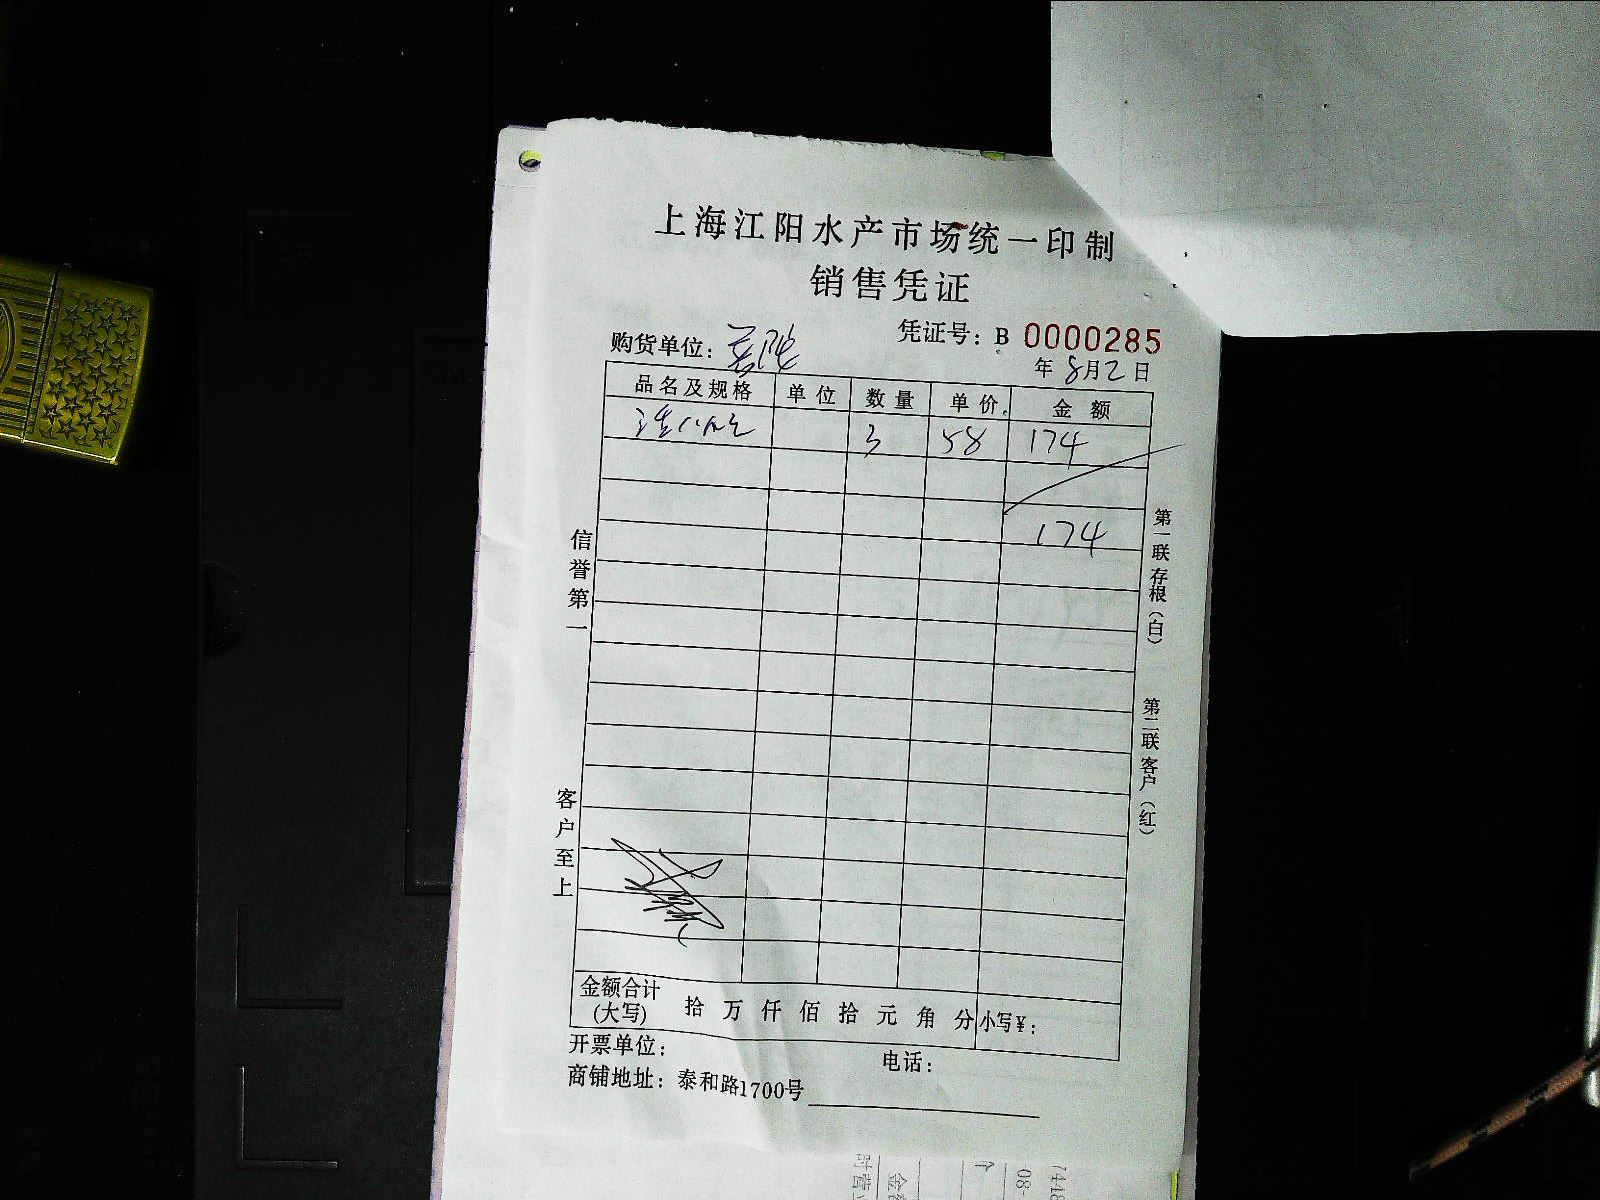 上海江阳水产市场统一印制
销售凭证
凭证号：B 0000285
购货单位：
年 8月2日
品名及规格 单位 数量 单价 金额
3 58 174
174
信誉第一
客户至上
第一联存根（白）
第二联客户（红）
金额合计(大写) 拾 万 仟 佰 拾 元 角 分 小写￥：
开票单位： 电话：
商铺地址：泰和路1700号